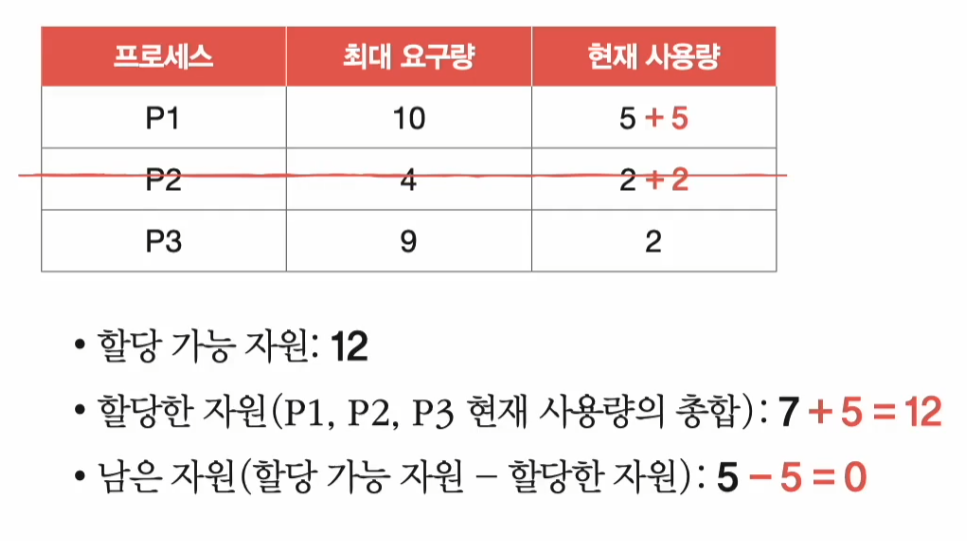 프로세스 최대 요구량 현재 사용량
P1 10 5 + 5
P2 4 2 + 2
P3 9 2
• 할당 가능 자원: 12
• 할당한 자원(P1, P2, P3 현재 사용량의 총합): 7 + 5 = 12
• 남은 자원(할당 가능 자원 – 할당한 자원): 5 – 5 = 0